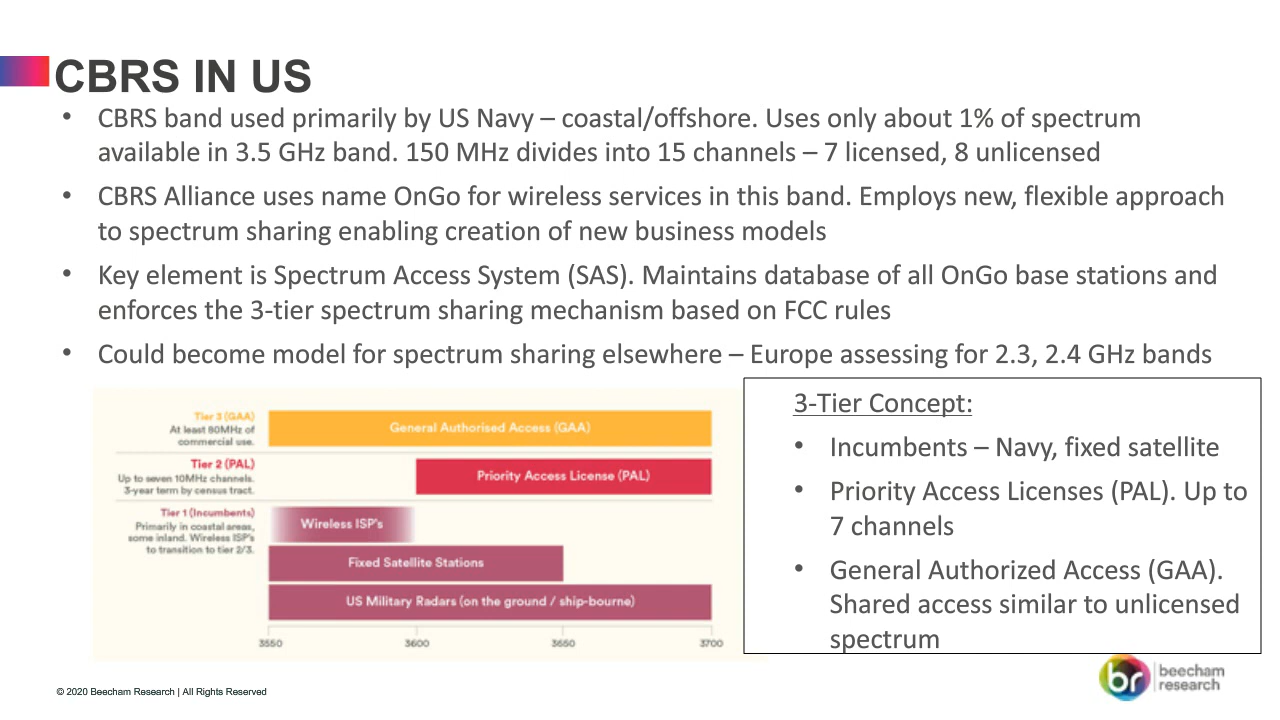 CBRS IN US
• CBRS band used primarily by US Navy – coastal/offshore. Uses only about 1% of spectrum
available in 3.5 GHz band. 150 MHz divides into 15 channels – 7 licensed, 8 unlicensed
• CBRS Alliance uses name OnGo for wireless services in this band. Employs new, flexible approach
to spectrum sharing enabling creation of new business models
• Key element is Spectrum Access System (SAS). Maintains database of all OnGo base stations and
enforces the 3-tier spectrum sharing mechanism based on FCC rules
• Could become model for spectrum sharing elsewhere – Europe assessing for 2.3, 2.4 GHz bands
Tier 3 (GAA)
At least 80MHz of
commercial use.
General Authorised Access (GAA)
Tier 2 (PAL)
Up to seven 10MHz channels.
3-year term by census tract.
Priority Access License (PAL)
Tier 1 (Incumbents)
Primarily in coastal areas,
some inland. Wireless ISP's
to transition to tier 2/3.
Wireless ISP's
Fixed Satellite Stations
US Military Radars (on the ground / ship-bourne)
3550 3600 3650 3700
3-Tier Concept:
• Incumbents – Navy, fixed satellite
• Priority Access Licenses (PAL). Up to
7 channels
• General Authorized Access (GAA).
Shared access similar to unlicensed
spectrum
© 2020 Beecham Research | All Rights Reserved
br beecham
research